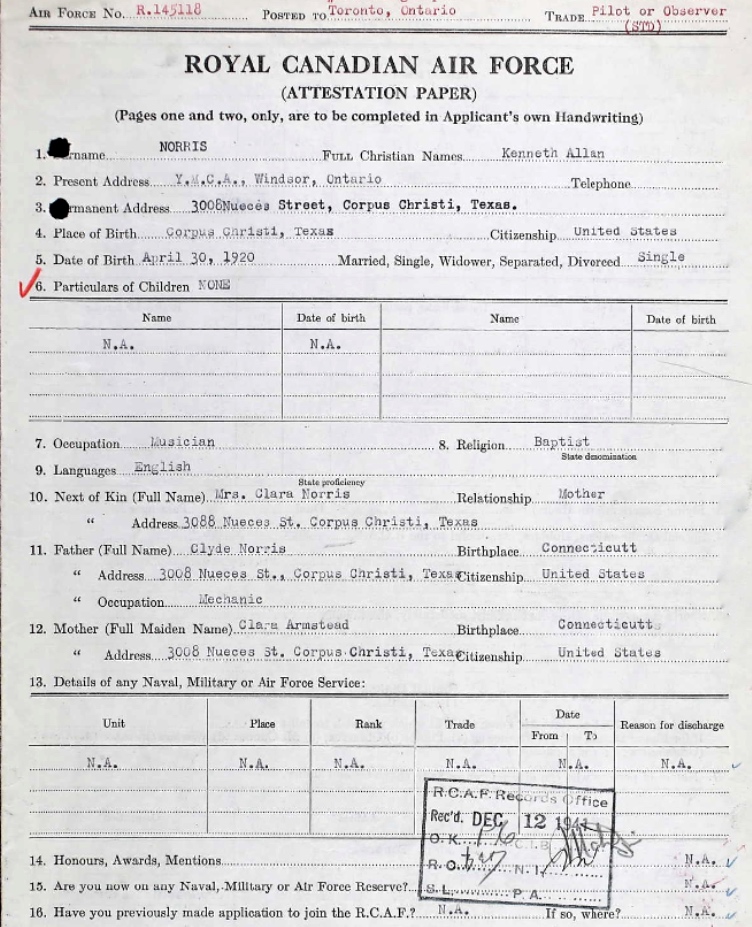 AIR FORCE No. R.145118 POSTED TO Toronto, Ontario TRADE Pilot or Observer
(STD)
ROYAL CANADIAN AIR FORCE
(ATTESTATION PAPER)
(Pages one and two, only, are to be completed in Applicant's own Handwriting)
1. rname NORRIS FULL Christian Names Kenneth Allan
2. Present Address Y.M.C.A., Windsor, Ontario Telephone
3. rmanent Address 3008Nueces Street, Corpus Christi, Texas.
4. Place of Birth Corpus Christi, Texas Citizenship United States
5. Date of Birth April 30, 1920 Married, Single, Widower, Separated, Divorced Single
6. Particulars of Children NONE
Name Date of birth Name Date of birth
N.A. N.A.
7. Occupation Musician 8. Religion Baptist
State denomination
9. Languages English
State proficiency
10. Next of Kin (Full Name) Mrs. Clara Norris Relationship Mother
" Address 3088 Nueces St. Corpus Christi, Texas
11. Father (Full Name) Clyde Norris Birthplace Connecticutt
" Address 3008 Nueces St., Corpus Christi, Texas Citizenship United States
" Occupation Mechanic
12. Mother (Full Maiden Name) Clara Armstead Birthplace Connecticutt
" Address 3008 Nueces St. Corpus Christi, Texas Citizenship United States
13. Details of any Naval, Military or Air Force Service:
Unit Place Rank Trade Date Reason for discharge
From To
N.A. N.A. N.A. N.A. N.A. N.A.
R.C.A.F. Records Office
Rec'd. DEC 12 1941
O.K. C.I.B.
R.O. N.I.
S.L. P.A.
14. Honours, Awards, Mentions N.A.
15. Are you now on any Naval, Military or Air Force Reserve? N.A.
16. Have you previously made application to join the R.C.A.F.? N.A. If so, where? N.A.